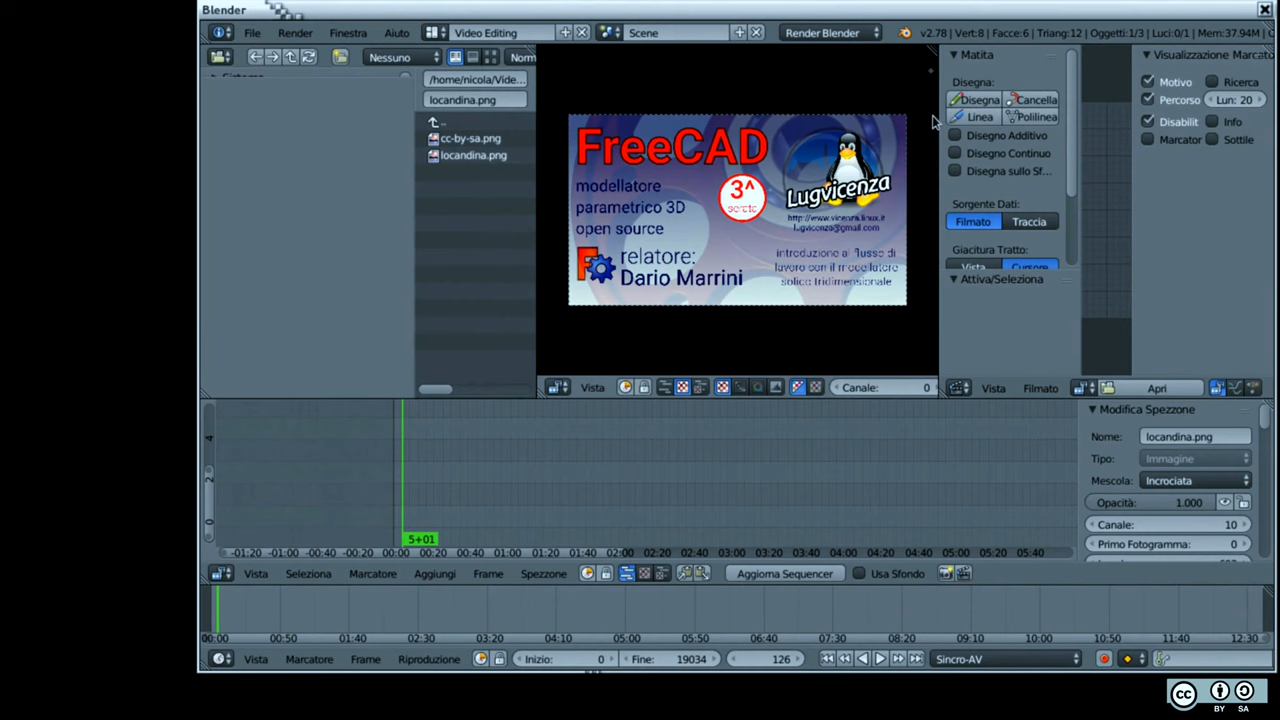 Blender
File Render Finestra Aiuto Video Editing Scene Render Blender v2.78 | Vert:8 | Facce:6 | Triang:12 | Oggetti:1/3 | Luci:0/1 | Mem:37.94M |
Nessuno Norm
/home/nicola/Vide...
locandina.png
..
cc-by-sa.png
locandina.png
FreeCAD
modellatore
parametrico 3D
open source
3^
serata
relatore:
Dario Marrini
Lugvicenza
http://www.vicenza.linux.it
lugvicenza@gmail.com
introduzione al flusso di
lavoro con il modellatore
solido tridimensionale
Vista Canale: 0
Matita
Disegna:
Disegna Cancella
Linea Polilinea
Disegno Additivo
Disegno Continuo
Disegna sullo Sf...
Sorgente Dati:
Filmato Traccia
Giacitura Tratto:
Vista Cursore
Attiva/Seleziona
Vista Filmato
Visualizzazione Marcato
Motivo Ricerca
Percorso Lun: 20
Disabilit Info
Marcator Sottile
Apri
4
2
0
5+01
-01:20 -01:00 -00:40 -00:20 00:00 00:20 00:40 01:00 01:20 01:40 02:00 02:20 02:40 03:00 03:20 03:40 04:00 04:20 04:40 05:00 05:20 05:40
Vista Seleziona Marcatore Aggiungi Frame Spezzone Aggiorna Sequencer Usa Sfondo
Modifica Spezzone
Nome: locandina.png
Tipo: Immagine
Mescola: Incrociata
Opacità: 1.000
Canale: 10
Primo Fotogramma: 0
00:00 00:50 01:40 02:30 03:20 04:10 05:00 05:50 06:40 07:30 08:20 09:10 10:00 10:50 11:40 12:30
Vista Marcatore Frame Riproduzione Inizio: 0 Fine: 19034 126 Sincro-AV
cc
BY SA